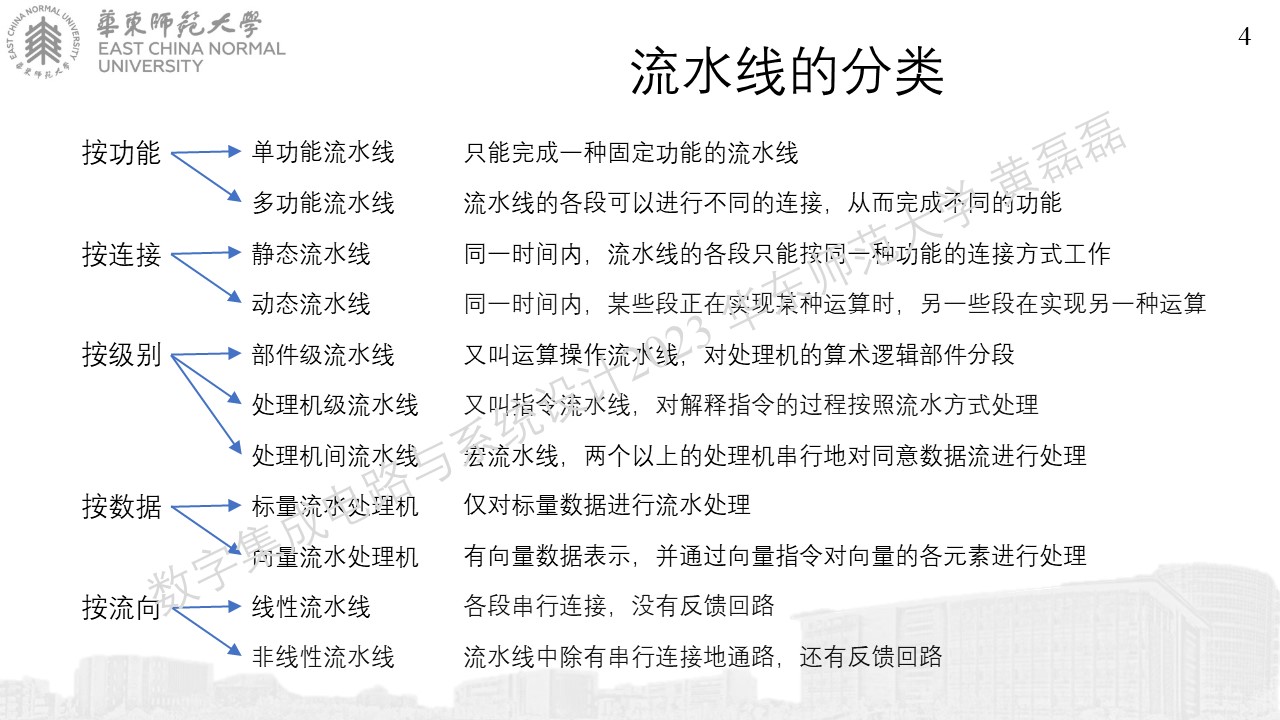 華東師範大學
EAST CHINA NORMAL
UNIVERSITY
EAST CHINA NORMAL UNIVERSITY
華東师范大学
4
流水线的分类
按功能
单功能流水线 只能完成一种固定功能的流水线
多功能流水线 流水线的各段可以进行不同的连接，从而完成不同的功能
按连接
静态流水线 同一时间内，流水线的各段只能按同一种功能的连接方式工作
动态流水线 同一时间内，某些段正在实现某种运算时，另一些段在实现另一种运算
按级别
部件级流水线 又叫运算操作流水线，对处理机的算术逻辑部件分段
处理机级流水线 又叫指令流水线，对解释指令的过程按照流水方式处理
处理机间流水线 宏流水线，两个以上的处理机串行地对同意数据流进行处理
按数据
标量流水处理机 仅对标量数据进行流水处理
向量流水处理机 有向量数据表示，并通过向量指令对向量的各元素进行处理
按流向
线性流水线 各段串行连接，没有反馈回路
非线性流水线 流水线中除有串行连接地通路，还有反馈回路
数字集成电路与系统设计2023 华东师范大学 黄磊磊